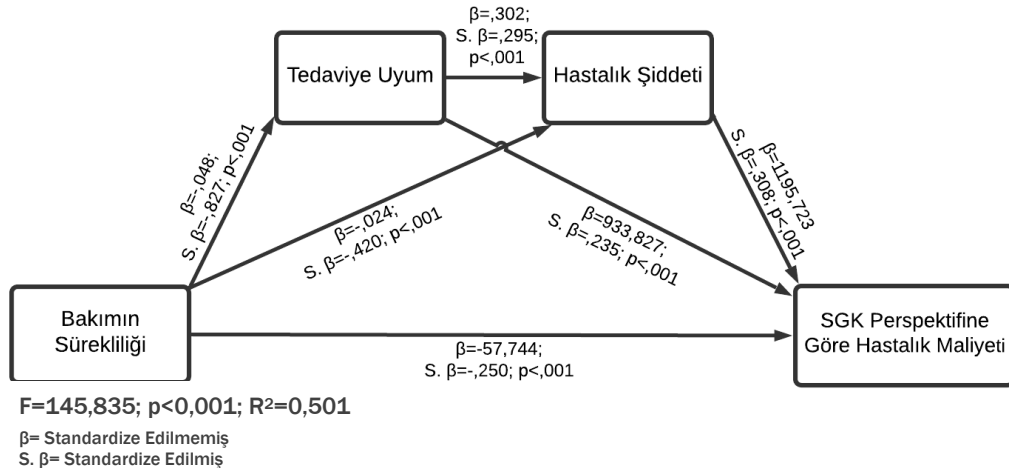 β=,302;
S. β=,295;
p<,001
Tedaviye Uyum
Hastalık Şiddeti
β=-,048;
S. β=-,827; p<,001
β=-,024;
S. β=-,420; p<,001
β=933,827;
S. β=,235; p<,001
β=1195,723
S. β=,308; p<,001
Bakımın
Sürekliliği
SGK Perspektifine
Göre Hastalık Maliyeti
β=-57,744;
S. β=-,250; p<,001
F=145,835; p<0,001; R²=0,501
β= Standardize Edilmemiş
S. β= Standardize Edilmiş